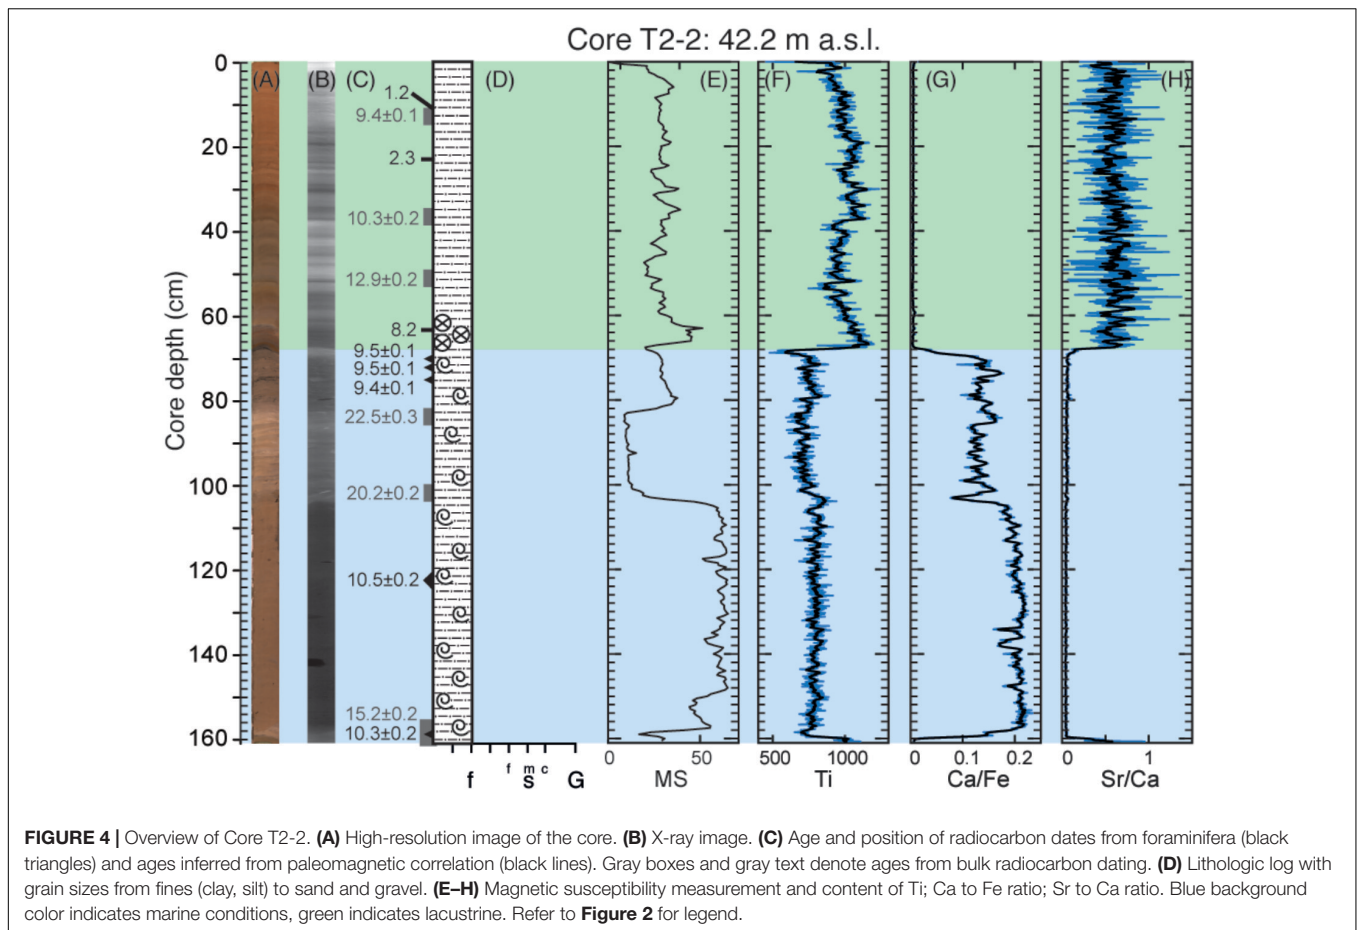 Core T2-2: 42.2 m a.s.l.
(A) (B) (C) (D) (E) (F) (G) (H)
Core depth (cm)
0
20
40
60
80
100
120
140
160
1.2
9.4±0.1
2.3
10.3±0.2
12.9±0.2
8.2
9.5±0.1
9.5±0.1
9.4±0.1
22.5±0.3
20.2±0.2
10.5±0.2
15.2±0.2
10.3±0.2
f f m c
S G
0 50
MS
500 1000
Ti
0 0.1 0.2
Ca/Fe
0 1
Sr/Ca
FIGURE 4 | Overview of Core T2-2. (A) High-resolution image of the core. (B) X-ray image. (C) Age and position of radiocarbon dates from foraminifera (black
triangles) and ages inferred from paleomagnetic correlation (black lines). Gray boxes and gray text denote ages from bulk radiocarbon dating. (D) Lithologic log with
grain sizes from fines (clay, silt) to sand and gravel. (E–H) Magnetic susceptibility measurement and content of Ti; Ca to Fe ratio; Sr to Ca ratio. Blue background
color indicates marine conditions, green indicates lacustrine. Refer to Figure 2 for legend.